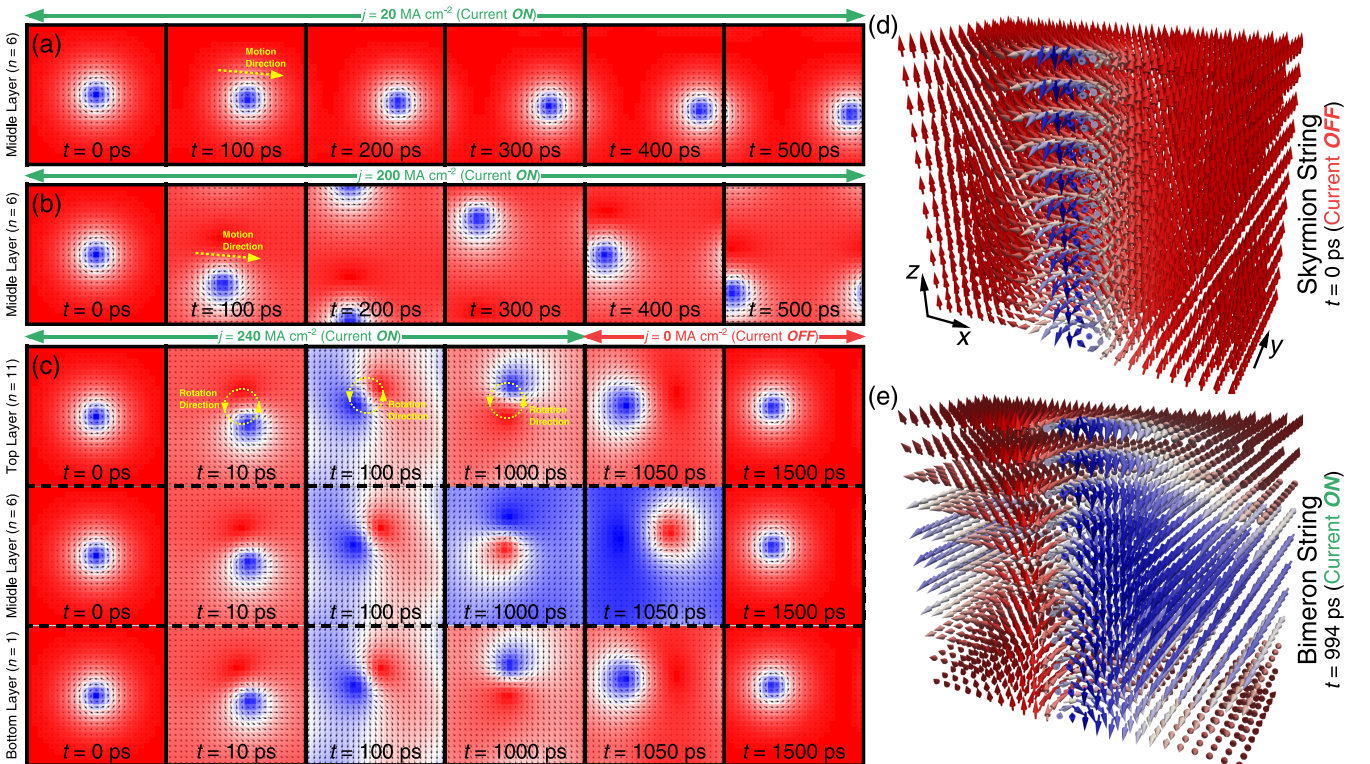 j = 20 MA cm⁻² (Current ON)
(a)
Middle Layer (n = 6)
Motion
Direction
t = 0 ps
t = 100 ps
t = 200 ps
t = 300 ps
t = 400 ps
t = 500 ps
j = 200 MA cm⁻² (Current ON)
(b)
Middle Layer (n = 6)
Motion
Direction
t = 0 ps
t = 100 ps
t = 200 ps
t = 300 ps
t = 400 ps
t = 500 ps
j = 240 MA cm⁻² (Current ON)
j = 0 MA cm⁻² (Current OFF)
(c)
Top Layer (n = 11)
Rotation
Direction
Rotation
Direction
Rotation
Direction
t = 0 ps
t = 10 ps
t = 100 ps
t = 1000 ps
t = 1050 ps
t = 1500 ps
Middle Layer (n = 6)
t = 0 ps
t = 10 ps
t = 100 ps
t = 1000 ps
t = 1050 ps
t = 1500 ps
Bottom Layer (n = 1)
t = 0 ps
t = 10 ps
t = 100 ps
t = 1000 ps
t = 1050 ps
t = 1500 ps
(d)
z
x
y
Skyrmion String
t = 0 ps (Current OFF)
(e)
Bimeron String
t = 994 ps (Current ON)